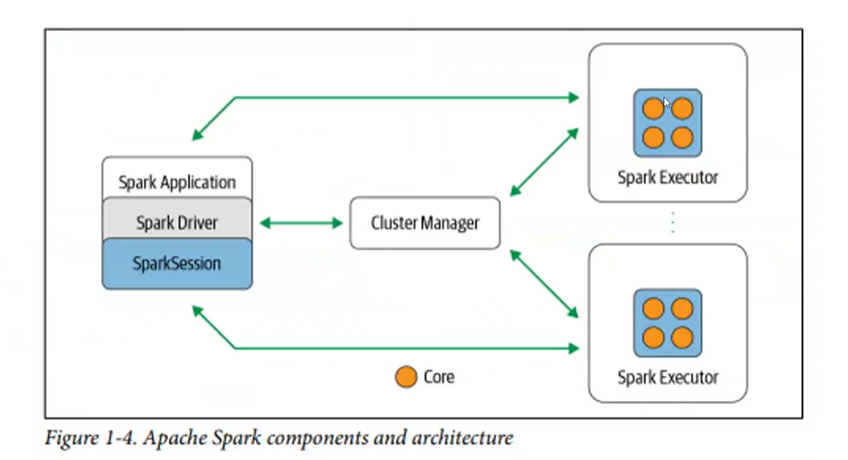 Spark Application
Spark Driver
SparkSession
Cluster Manager
Spark Executor
Spark Executor
Core
Figure 1-4. Apache Spark components and architecture